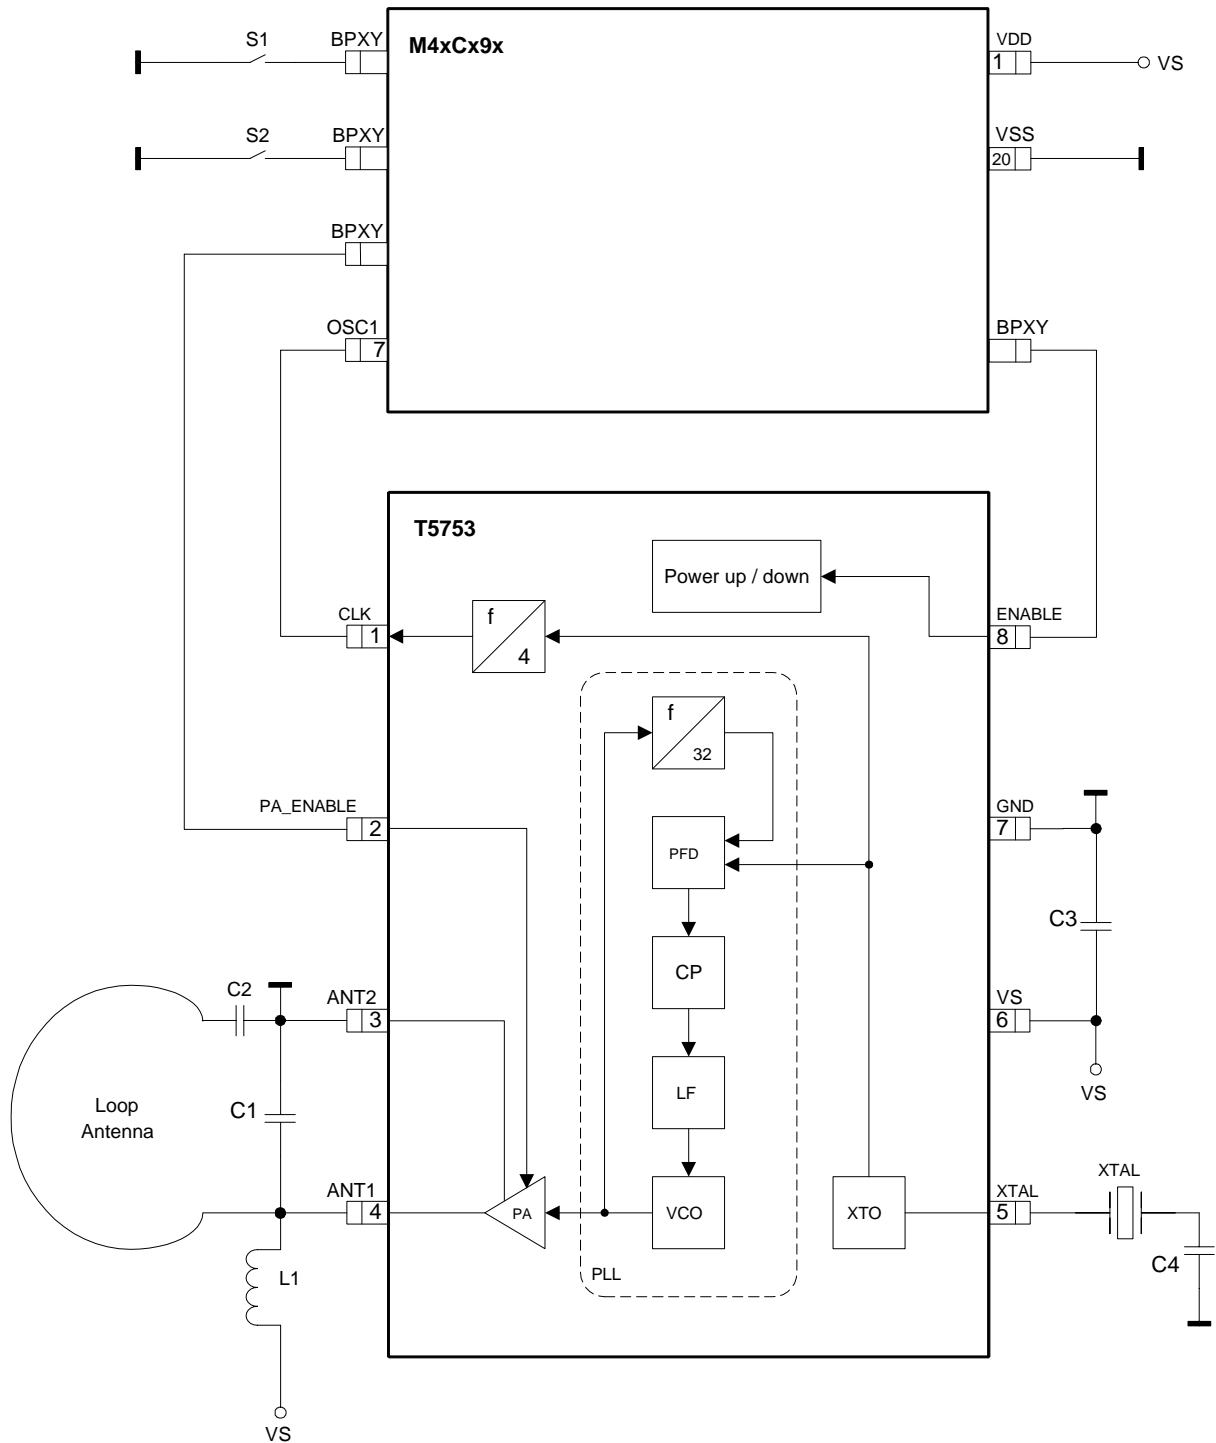 S1
BPXY
M4xCx9x
VDD
1
VS
S2
BPXY
VSS
20
BPXY
OSC1
7
BPXY
T5753
Power up / down
CLK
1
f
4
ENABLE
8
f
32
PA_ENABLE
2
PFD
GND
7
C3
CP
C2
ANT2
3
VS
6
Loop
Antenna
C1
LF
VS
ANT1
4
PA
VCO
XTO
XTAL
5
XTAL
C4
L1
PLL
VS